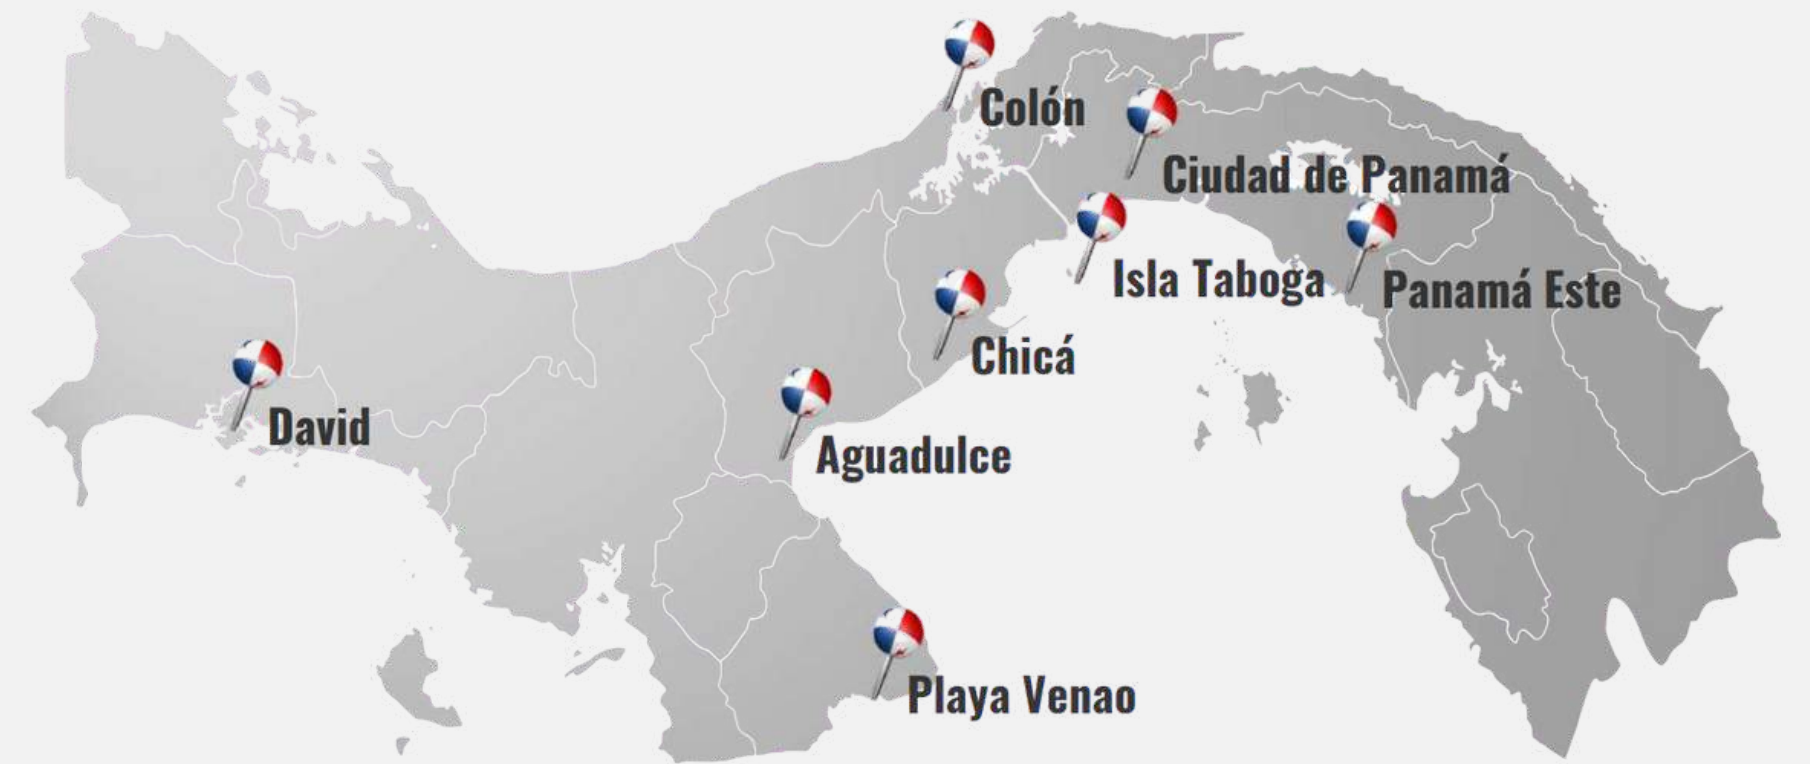 Colón
Ciudad de Panamá
Isla Taboga
Panamá Este
Chicá
David
Aguadulce
Playa Venao